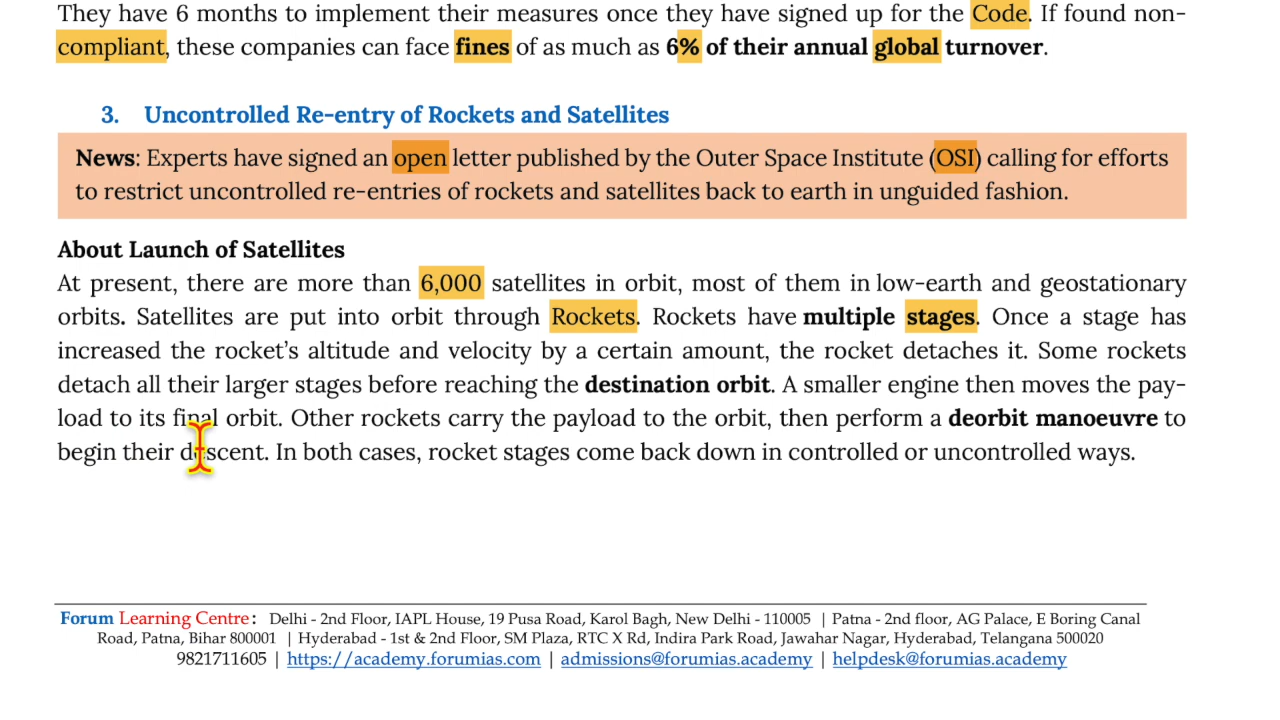 They have 6 months to implement their measures once they have signed up for the Code. If found non-
compliant, these companies can face fines of as much as 6% of their annual global turnover.
3. Uncontrolled Re-entry of Rockets and Satellites
News: Experts have signed an open letter published by the Outer Space Institute (OSI) calling for efforts
to restrict uncontrolled re-entries of rockets and satellites back to earth in unguided fashion.
About Launch of Satellites
At present, there are more than 6,000 satellites in orbit, most of them in low-earth and geostationary
orbits. Satellites are put into orbit through Rockets. Rockets have multiple stages. Once a stage has
increased the rocket's altitude and velocity by a certain amount, the rocket detaches it. Some rockets
detach all their larger stages before reaching the destination orbit. A smaller engine then moves the pay-
load to its final orbit. Other rockets carry the payload to the orbit, then perform a deorbit manoeuvre to
begin their descent. In both cases, rocket stages come back down in controlled or uncontrolled ways.
Forum Learning Centre: Delhi - 2nd Floor, IAPL House, 19 Pusa Road, Karol Bagh, New Delhi - 110005 | Patna - 2nd floor, AG Palace, E Boring Canal
Road, Patna, Bihar 800001 | Hyderabad - 1st & 2nd Floor, SM Plaza, RTC X Rd, Indira Park Road, Jawahar Nagar, Hyderabad, Telangana 500020
9821711605 | https://academy.forumias.com | admissions@forumias.academy | helpdesk@forumias.academy